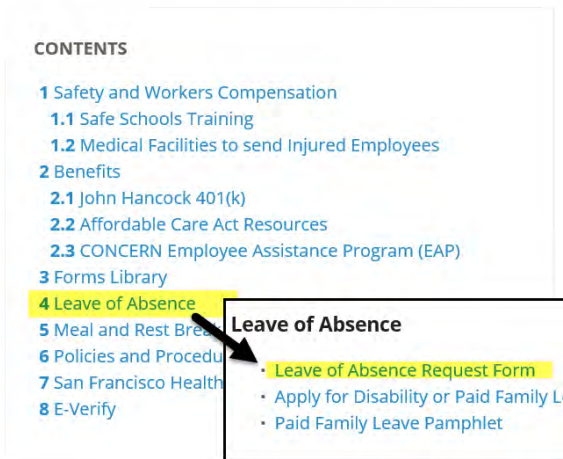 CONTENTS
1 Safety and Workers Compensation
1.1 Safe Schools Training
1.2 Medical Facilities to send Injured Employees
2 Benefits
2.1 John Hancock 401(k)
2.2 Affordable Care Act Resources
2.3 CONCERN Employee Assistance Program (EAP)
3 Forms Library
4 Leave of Absence
5 Meal and Rest
6 Policies and
7 San Francisco Health
8 E-Verify
Leave of Absence
Leave of Absence Request Form
Apply for Disability or Paid Family
Paid Family Leave Pamphlet